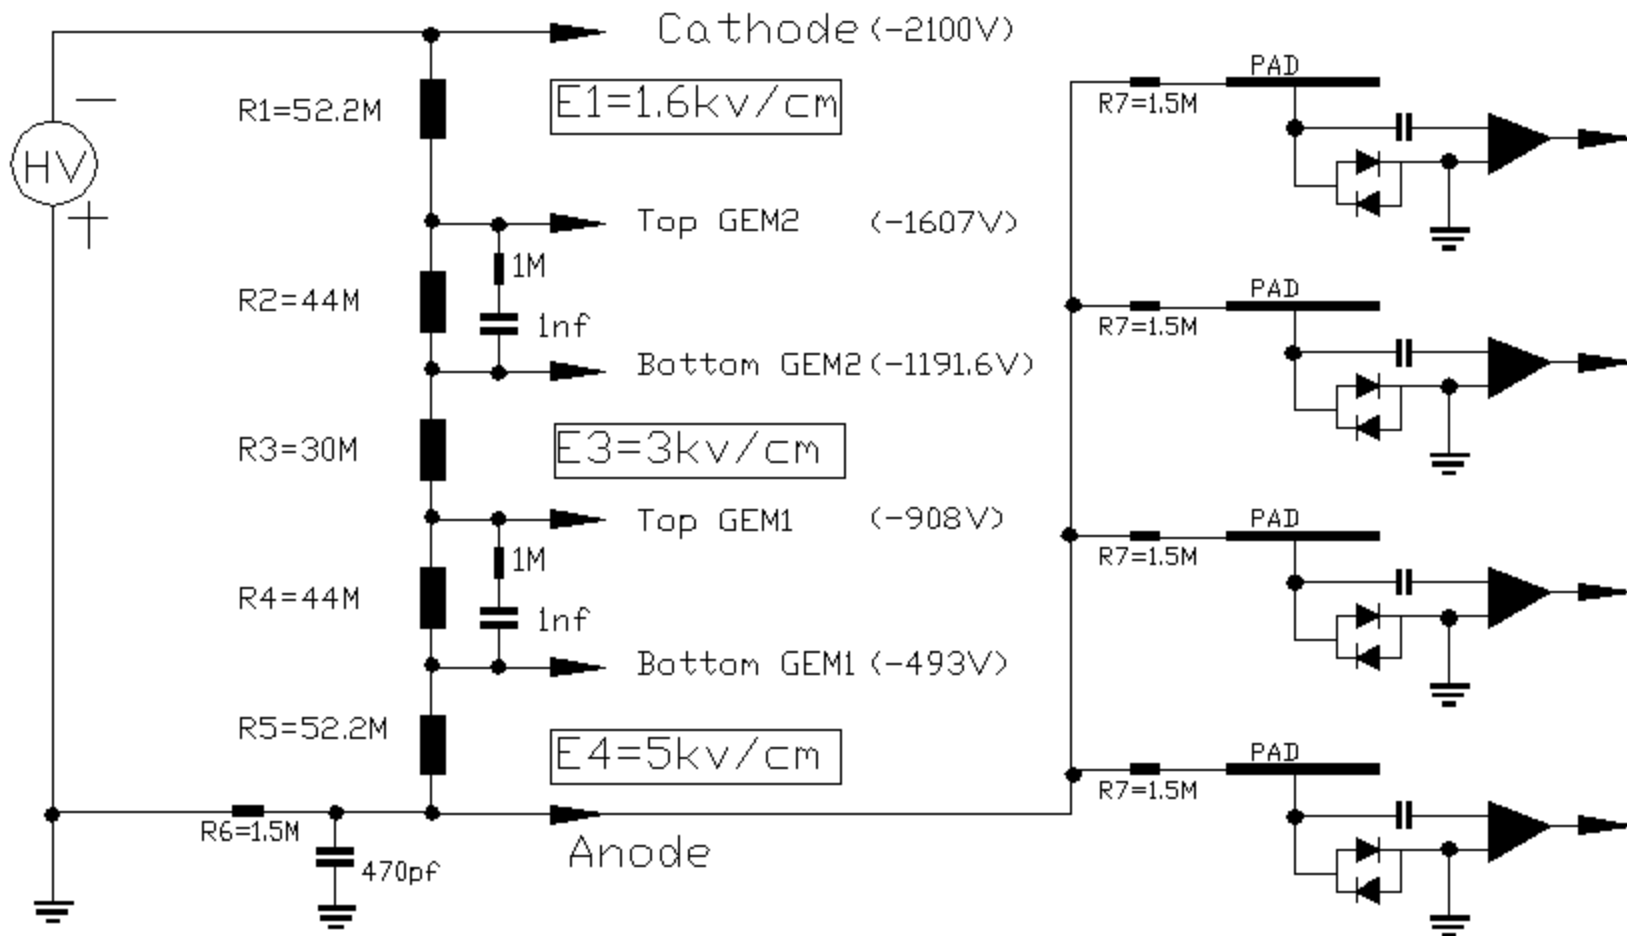 Cathode (-2100V)
R1=52.2M
E1=1.6kv/cm
HV
Top GEM2 (-1607V)
1M
R2=44M
1nf
Bottom GEM2 (-1191.6V)
R3=30M
E3=3kv/cm
Top GEM1 (-908V)
1M
R4=44M
1nf
Bottom GEM1 (-493V)
R5=52.2M
E4=5kv/cm
R6=1.5M
Anode
470pf
PAD
R7=1.5M
PAD
R7=1.5M
PAD
R7=1.5M
PAD
R7=1.5M